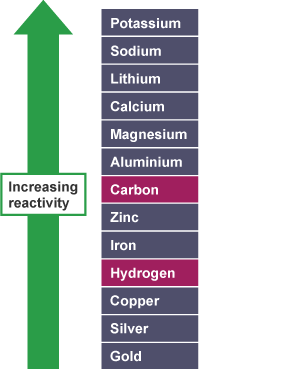 Potassium
Sodium
Lithium
Calcium
Magnesium
Aluminium
Increasing
reactivity
Carbon
Zinc
Iron
Hydrogen
Copper
Silver
Gold